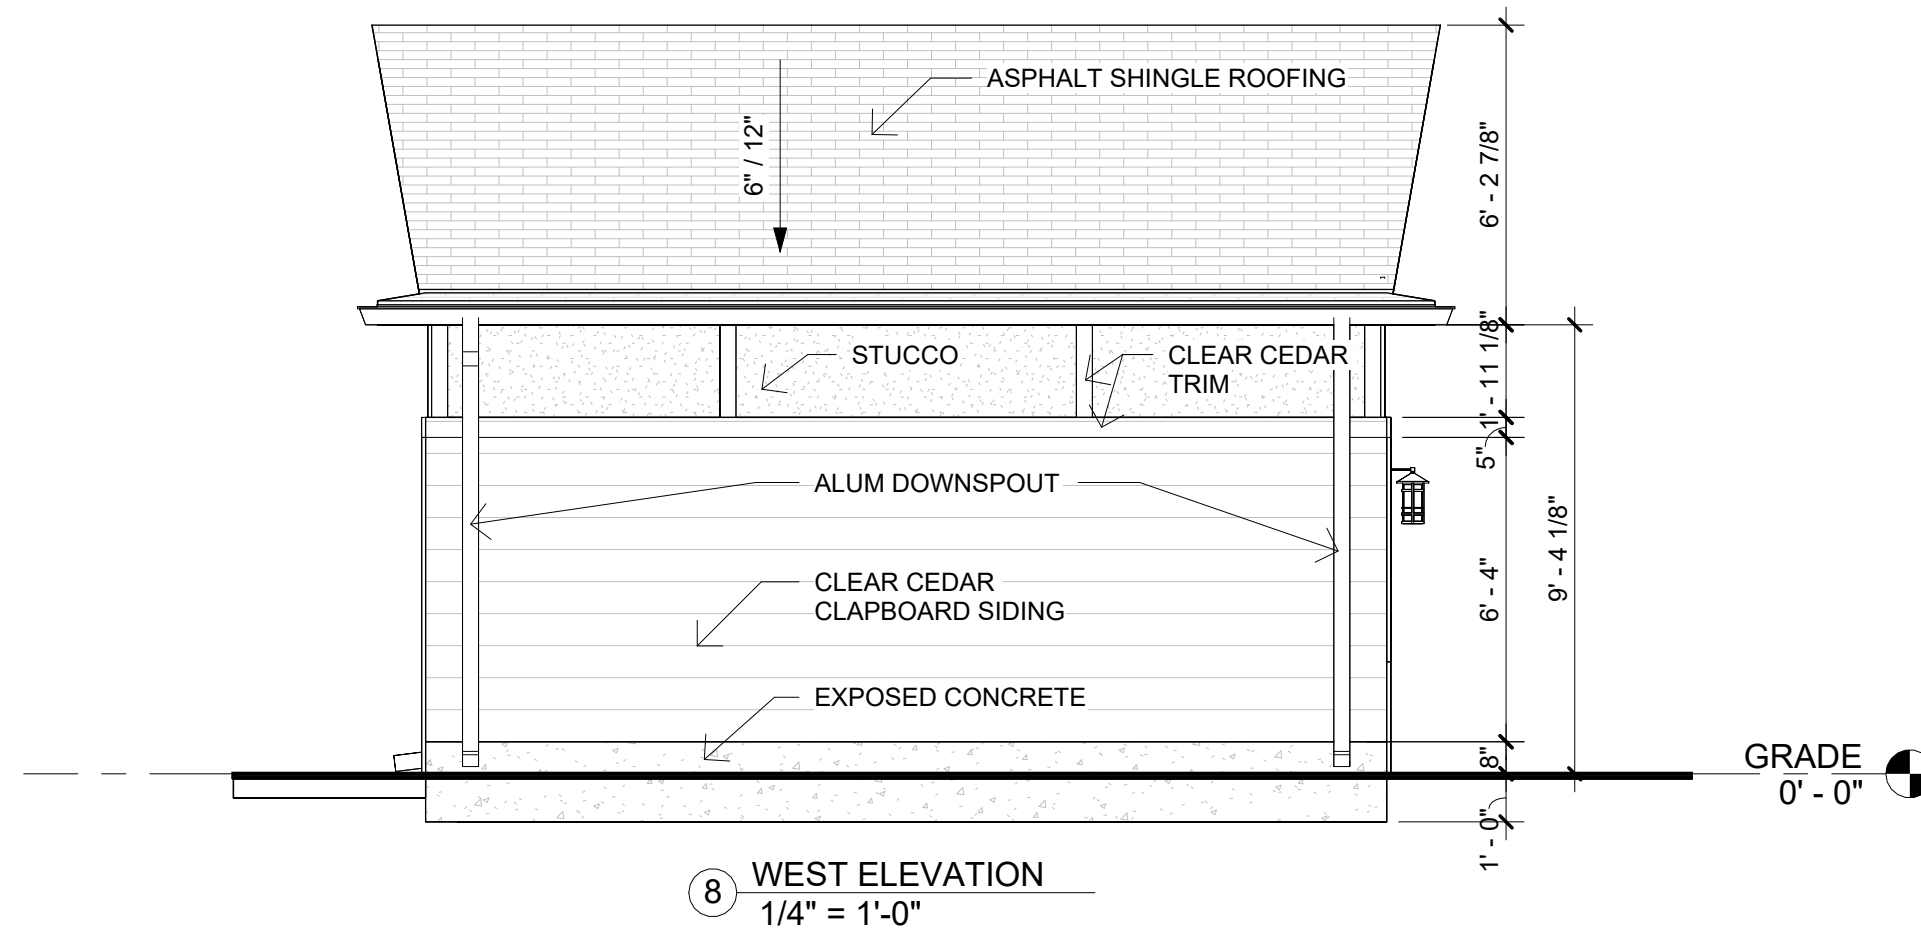 ASPHALT SHINGLE ROOFING
6" / 12"
6' - 2 7/8"
STUCCO
CLEAR CEDAR
TRIM
1' - 11 1/8"
5"
ALUM DOWNSPOUT
9' - 4 1/8"
6' - 4"
CLEAR CEDAR
CLAPBOARD SIDING
EXPOSED CONCRETE
8"
GRADE
0' - 0"
1' - 0"
8
WEST ELEVATION
1/4" = 1'-0"